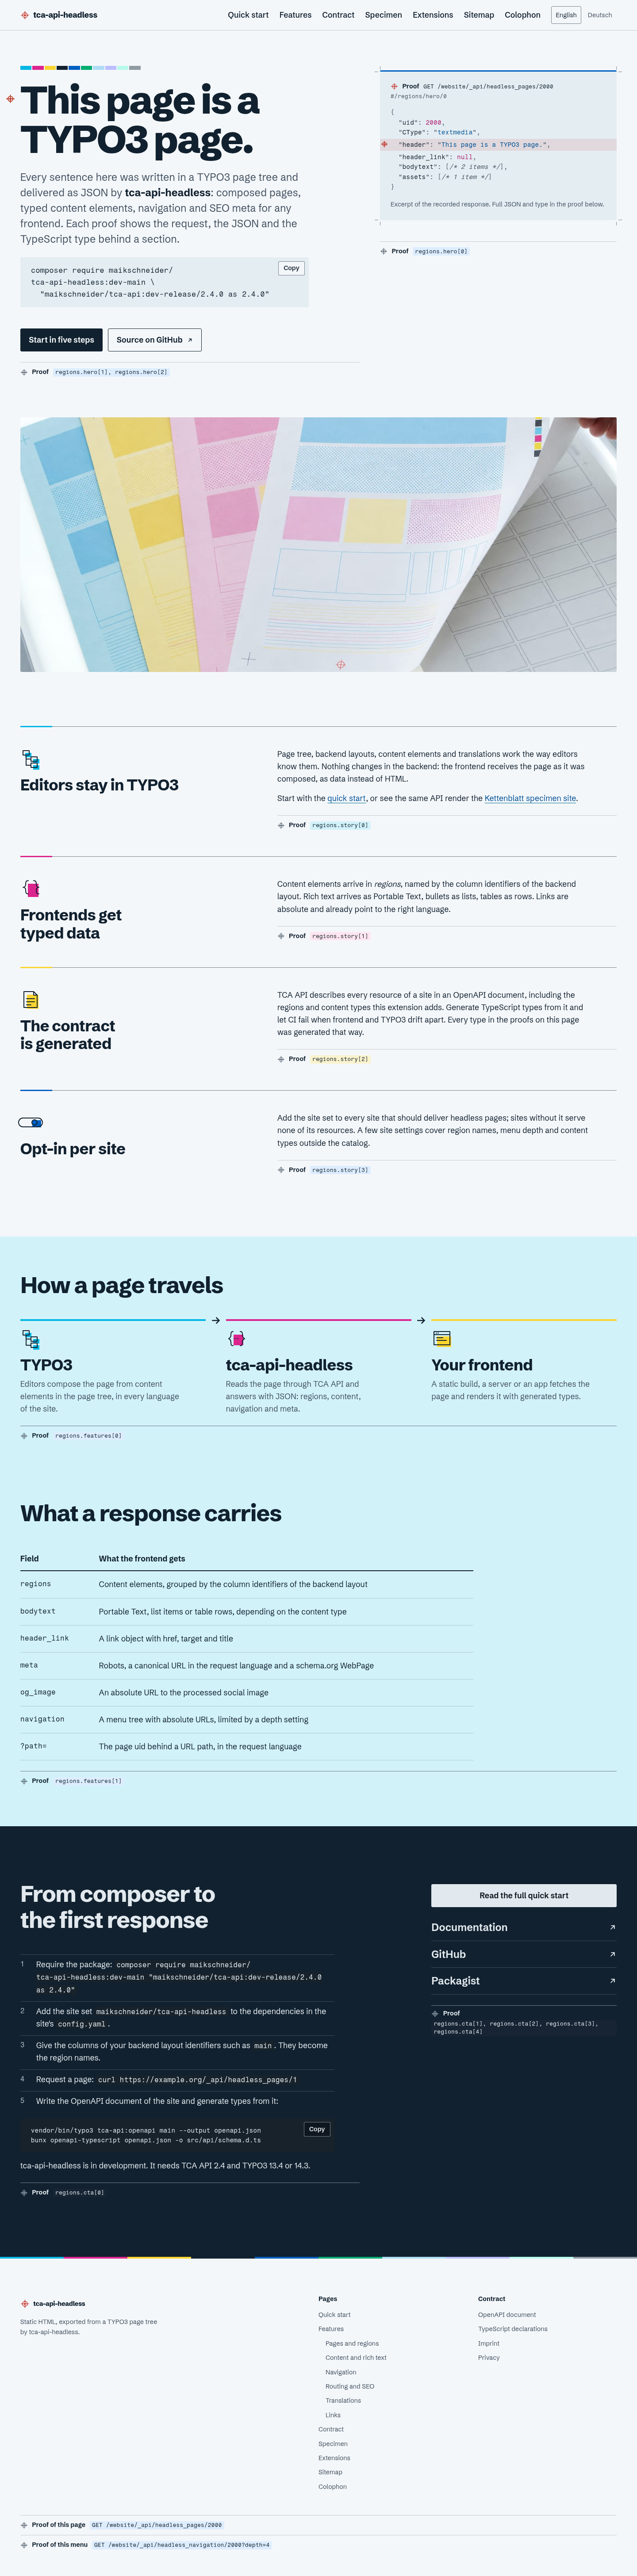 tca-api-headless
Quick start Features Contract Specimen Extensions Sitemap Colophon English Deutsch
This page is a
TYPO3 page.
Every sentence here was written in a TYPO3 page tree and
delivered as JSON by tca-api-headless: composed pages,
typed content elements, navigation and SEO meta for any
frontend. Each proof shows the request, the JSON and the
TypeScript type behind a section.
composer require maikschneider/
tca-api-headless:dev-main \
"maikschneider/tca-api:dev-release/2.4.0 as 2.4.0"
Copy
Start in five steps
Source on GitHub ↗
Proof regions.hero[1], regions.hero[2]
Proof GET /website/_api/headless_pages/2000
#/regions/hero/0
{
"uid": 2000,
"CType": "textmedia",
"header": "This page is a TYPO3 page.",
"header_link": null,
"bodytext": [/* 2 items */],
"assets": [/* 1 item */]
}
Excerpt of the recorded response. Full JSON and type in the proof below.
Proof regions.hero[0]
Editors stay in TYPO3
Page tree, backend layouts, content elements and translations work the way editors
know them. Nothing changes in the backend: the frontend receives the page as it was
composed, as data instead of HTML.
Start with the quick start, or see the same API render the Kettenblatt specimen site.
Proof regions.story[0]
Frontends get
typed data
Content elements arrive in regions, named by the column identifiers of the backend
layout. Rich text arrives as Portable Text, bullets as lists, tables as rows. Links are
absolute and already point to the right language.
Proof regions.story[1]
The contract
is generated
TCA API describes every resource of a site in an OpenAPI document, including the
regions and content types this extension adds. Generate TypeScript types from it and
let CI fail when frontend and TYPO3 drift apart. Every type in the proofs on this page
was generated that way.
Proof regions.story[2]
Opt-in per site
Add the site set to every site that should deliver headless pages; sites without it serve
none of its resources. A few site settings cover region names, menu depth and content
types outside the catalog.
Proof regions.story[3]
How a page travels
TYPO3
Editors compose the page from content
elements in the page tree, in every language
of the site.
tca-api-headless
Reads the page through TCA API and
answers with JSON: regions, content,
navigation and meta.
Your frontend
A static build, a server or an app fetches the
page and renders it with generated types.
Proof regions.features[0]
What a response carries
Field What the frontend gets
regions Content elements, grouped by the column identifiers of the backend layout
bodytext Portable Text, list items or table rows, depending on the content type
header_link A link object with href, target and title
meta Robots, a canonical URL in the request language and a schema.org WebPage
og_image An absolute URL to the processed social image
navigation A menu tree with absolute URLs, limited by a depth setting
?path= The page uid behind a URL path, in the request language
Proof regions.features[1]
From composer to
the first response
1 Require the package: composer require maikschneider/
tca-api-headless:dev-main "maikschneider/tca-api:dev-release/2.4.0
as 2.4.0"
2 Add the site set maikschneider/tca-api-headless to the dependencies in the
site's config.yaml.
3 Give the columns of your backend layout identifiers such as main. They become
the region names.
4 Request a page: curl https://example.org/_api/headless_pages/1
5 Write the OpenAPI document of the site and generate types from it:
vendor/bin/typo3 tca-api:openapi main --output openapi.json
bunx openapi-typescript openapi.json -o src/api/schema.d.ts
Copy
tca-api-headless is in development. It needs TCA API 2.4 and TYPO3 13.4 or 14.3.
Proof regions.cta[0]
Read the full quick start
Documentation ↗
GitHub ↗
Packagist ↗
Proof
regions.cta[1], regions.cta[2], regions.cta[3],
regions.cta[4]
tca-api-headless
Static HTML, exported from a TYPO3 page tree
by tca-api-headless.
Pages
Quick start
Features
Pages and regions
Content and rich text
Navigation
Routing and SEO
Translations
Links
Contract
Specimen
Extensions
Sitemap
Colophon
Contract
OpenAPI document
TypeScript declarations
Imprint
Privacy
Proof of this page GET /website/_api/headless_pages/2000
Proof of this menu GET /website/_api/headless_navigation/2000?depth=4